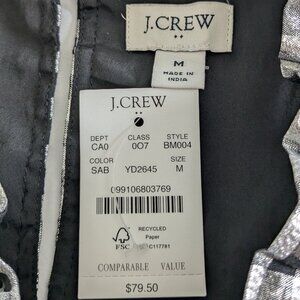 J.CREW
M
MADE IN
INDIA
J.CREW
DEPT CLASS STYLE
CA0 0O7 BM004
COLOR SIZE
SAB YD2645 M
099106803769
FSC
RECYCLED
Paper
C117781
COMPARABLE VALUE
$79.50